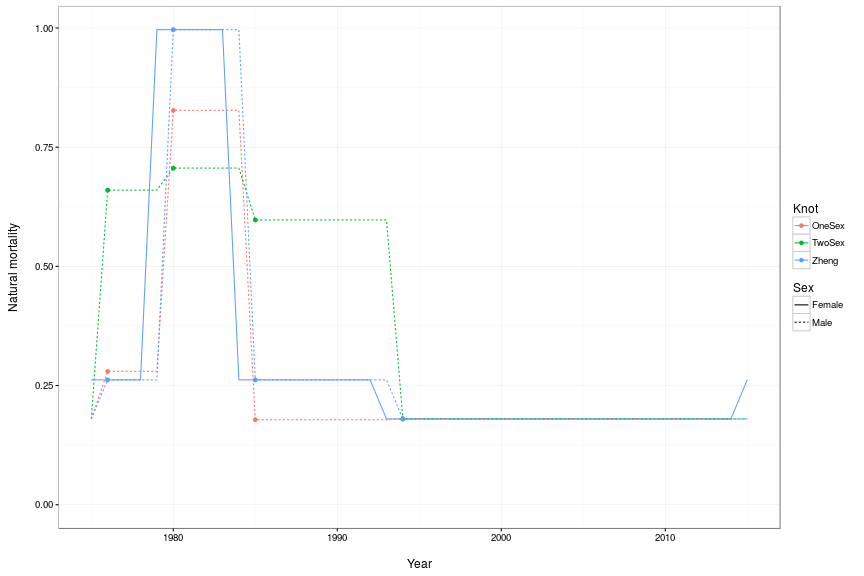 1.00
0.75
0.50
0.25
0.00
Natural mortality
1980 1990 2000 2010
Year
Knot
OneSex
TwoSex
Zheng
Sex
Female
Male